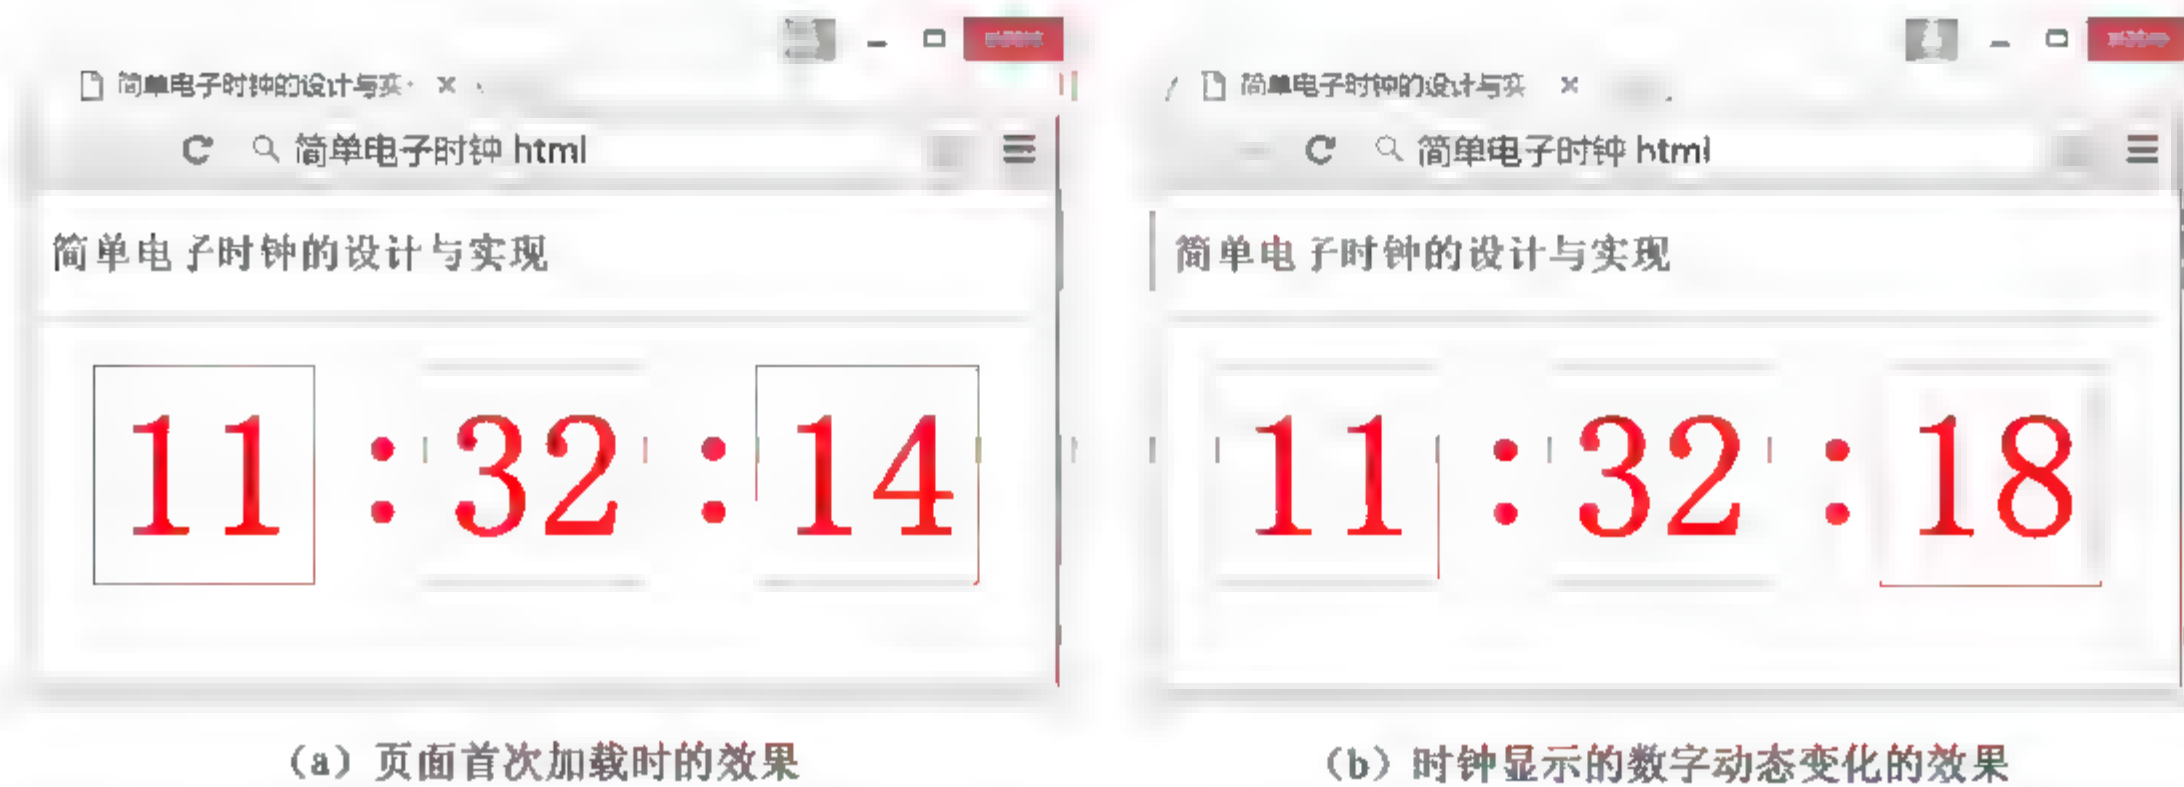 简单电子时钟的设计与实
简单电子时钟 html
简单电子时钟的设计与实现
11 : 32 : 14
(a) 页面首次加载时的效果
简单电子时钟的设计与实
简单电子时钟 html
简单电子时钟的设计与实现
11 : 32 : 18
(b) 时钟显示的数字动态变化的效果